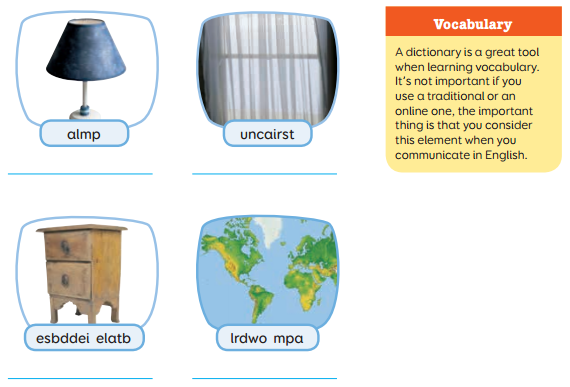 almp
uncairst
esbddei elatb
lrdwo mpa
Vocabulary
A dictionary is a great tool
when learning vocabulary.
It's not important if you
use a traditional or an
online one, the important
thing is that you consider
this element when you
communicate in English.